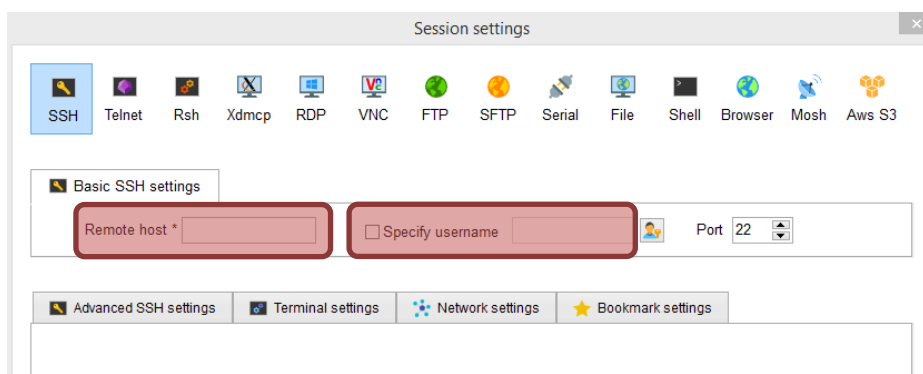 Session settings
SSH Telnet Rsh Xdmcp RDP VNC FTP SFTP Serial File Shell Browser Mosh Aws S3
Basic SSH settings
Remote host * Specify username Port 22
Advanced SSH settings Terminal settings Network settings Bookmark settings